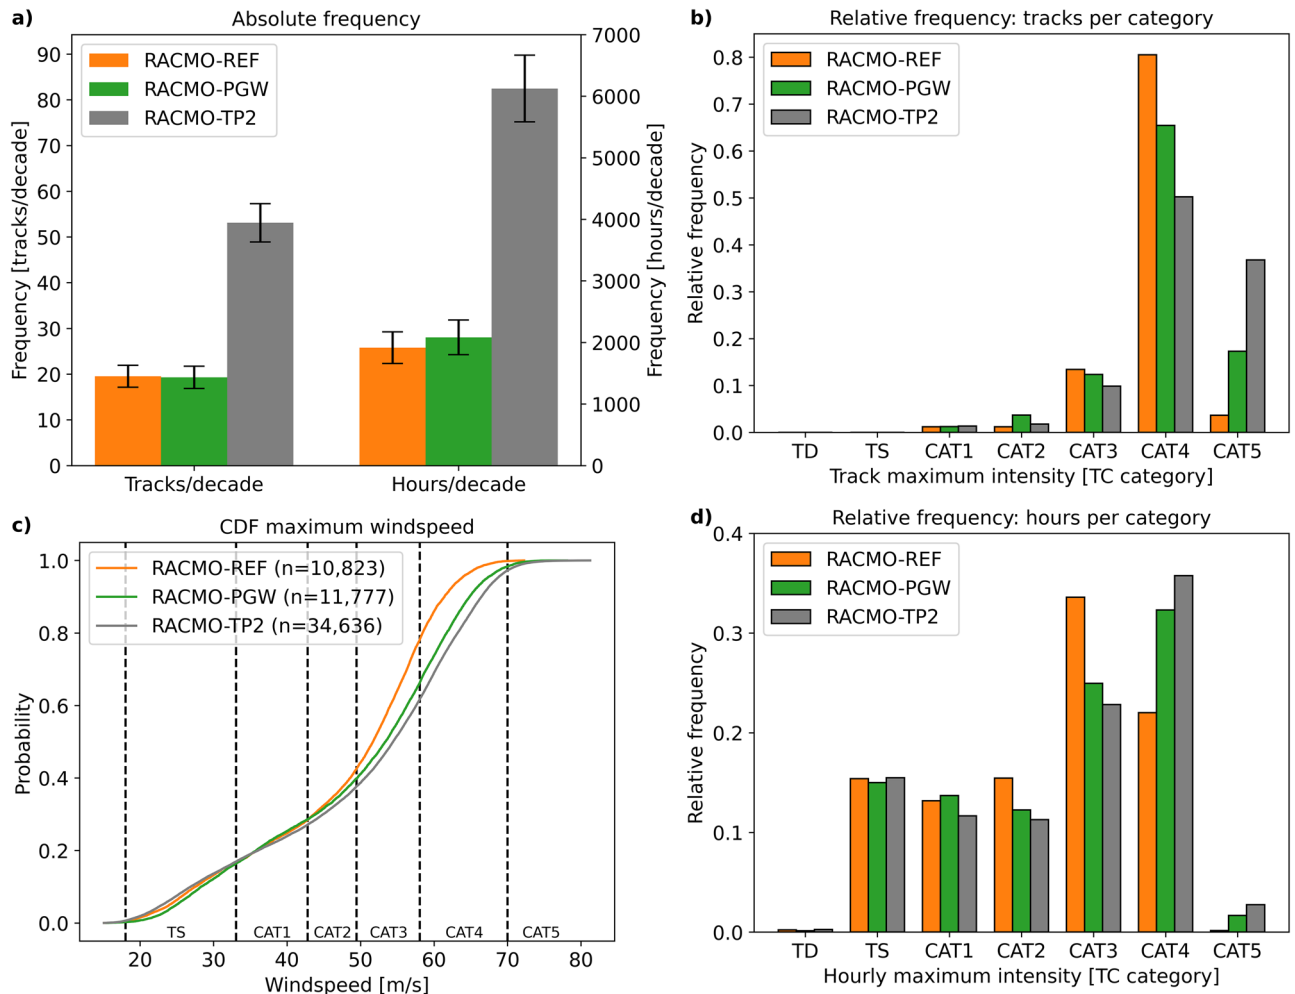 a)
Absolute frequency
RACMO-REF
RACMO-PGW
RACMO-TP2
Frequency [tracks/decade]
90
80
70
60
50
40
30
20
10
0
7000
6000
5000
4000
3000
2000
1000
0
Frequency [hours/decade]
Tracks/decade
Hours/decade
b)
Relative frequency: tracks per category
RACMO-REF
RACMO-PGW
RACMO-TP2
Relative frequency
0.8
0.7
0.6
0.5
0.4
0.3
0.2
0.1
0.0
TD TS CAT1 CAT2 CAT3 CAT4 CAT5
Track maximum intensity [TC category]
c)
CDF maximum windspeed
RACMO-REF (n=10,823)
RACMO-PGW (n=11,777)
RACMO-TP2 (n=34,636)
Probability
1.0
0.8
0.6
0.4
0.2
0.0
TS CAT1 CAT2 CAT3 CAT4 CAT5
20 30 40 50 60 70 80
Windspeed [m/s]
d)
Relative frequency: hours per category
RACMO-REF
RACMO-PGW
RACMO-TP2
Relative frequency
0.4
0.3
0.2
0.1
0.0
TD TS CAT1 CAT2 CAT3 CAT4 CAT5
Hourly maximum intensity [TC category]